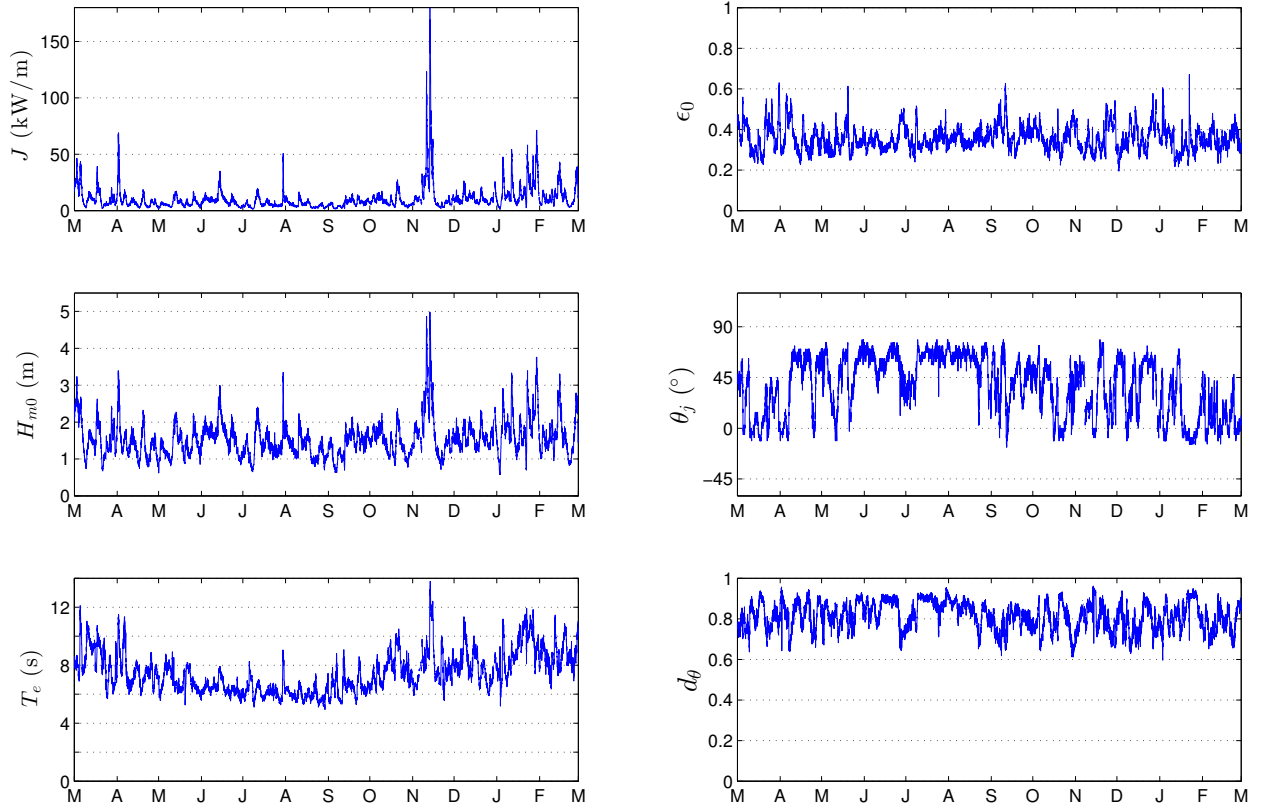 J (kW/m)
150
100
50
0
M A M J J A S O N D J F M
ϵ0
1
0.8
0.6
0.4
0.2
0
M A M J J A S O N D J F M
Hm0 (m)
5
4
3
2
1
0
M A M J J A S O N D J F M
θj (°)
90
45
0
−45
M A M J J A S O N D J F M
Te (s)
12
8
4
0
M A M J J A S O N D J F M
dθ
1
0.8
0.6
0.4
0.2
0
M A M J J A S O N D J F M